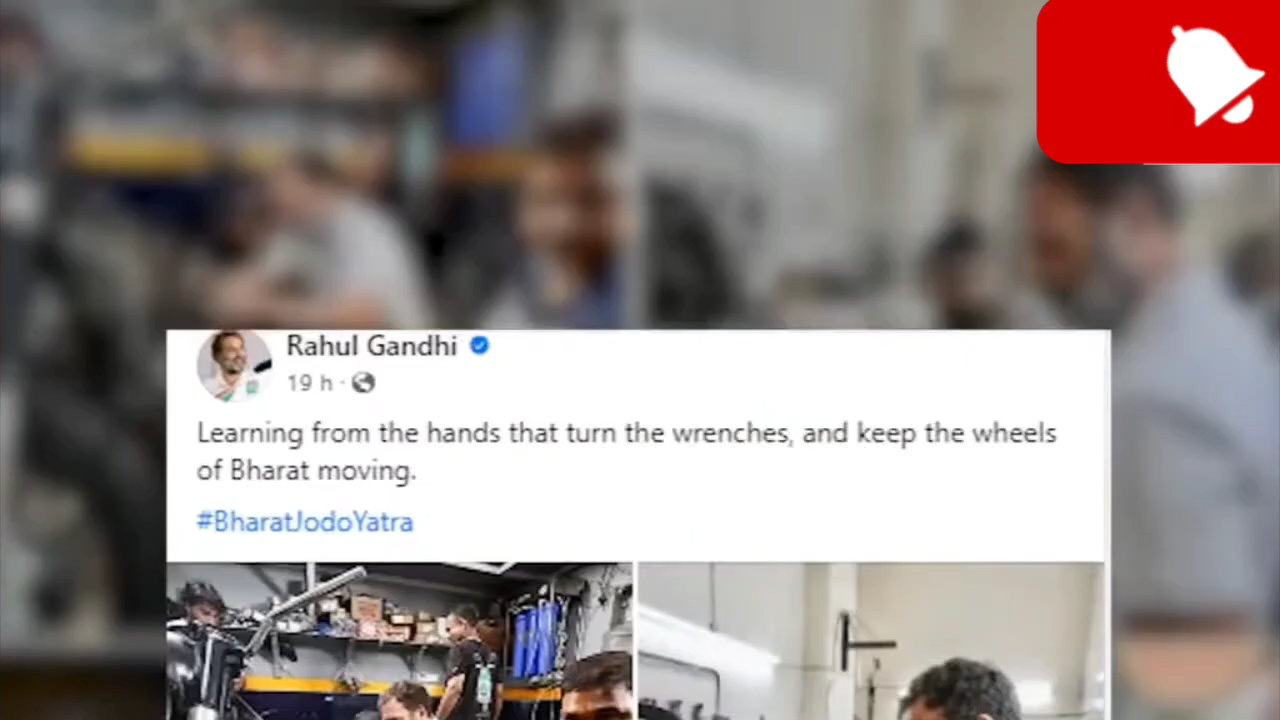 Rahul Gandhi
19 h ·
Learning from the hands that turn the wrenches, and keep the wheels
of Bharat moving.
#BharatJodoYatra